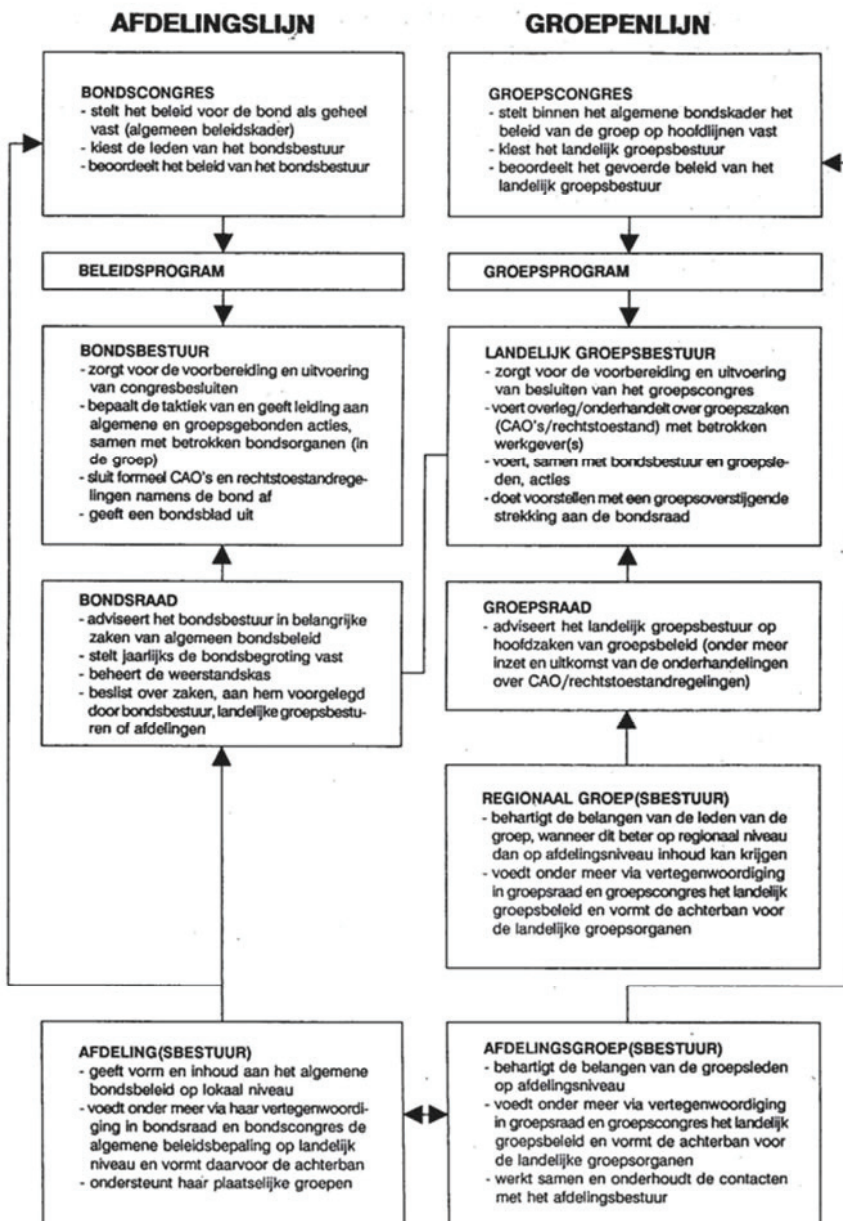 AFDELINGSLIJN
BONDSCONGRES
- stelt het beleid voor de bond als geheel
vast (algemeen beleidskader)
- kiest de leden van het bondsbestuur
- beoordeelt het beleid van het bondsbestuur
BELEIDSPROGRAM
BONDSBESTUUR
- zorgt voor de voorbereiding en uitvoering
van congresbesluiten
- bepaalt de taktiek van en geeft leiding aan
algemene en groepsgebonden acties,
samen met betrokken bondsorganen (in
de groep)
- sluit formeel CAO's en rechtstoestandrege-
lingen namens de bond af
- geeft een bondsblad uit
BONDSRAAD
- adviseert het bondsbestuur in belangrijke
zaken van algemeen bondsbeleid
- stelt jaarlijks de bondsbegroting vast
- beheert de weerstandskas
- beslist over zaken, aan hem voorgelegd
door bondsbestuur, landelijke groepsbestu-
ren of afdelingen
AFDELING(SBESTUUR)
- geeft vorm en inhoud aan het algemene
bondsbeleid op lokaal niveau
- voedt onder meer via haar vertegenwoordi-
ging in bondsraad en bondscongres de
algemene beleidsbepaling op landelijk
niveau en vormt daarvoor de achterban
- ondersteunt haar plaatselijke groepen
GROEPENLIJN
GROEPSCONGRES
- stelt binnen het algemene bondskader het
beleid van de groep op hoofdlijnen vast
- kiest het landelijk groepsbestuur
- beoordeelt het gevoerde beleid van het
landelijk groepsbestuur
GROEPSPROGRAM
LANDELIJK GROEPSBESTUUR
- zorgt voor de voorbereiding en uitvoering
van besluiten van het groepscongres
- voert overleg/onderhandelt over groepszaken
(CAO's/rechtstoestand) met betrokken
werkgever(s)
- voert, samen met bondsbestuur en groepsle-
den, acties
- doet voorstellen met een groepsoverstijgende
strekking aan de bondsraad
GROEPSRAAD
- adviseert het landelijk groepsbestuur op
hoofdzaken van groepsbeleid (onder meer
inzet en uitkomst van de onderhandelingen
over CAO/rechtstoestandregelingen)
REGIONAAL GROEP(SBESTUUR)
- behartigt de belangen van de leden van de
groep, wanneer dit beter op regionaal niveau
dan op afdelingsniveau inhoud kan krijgen
- voedt onder meer via vertegenwoordiging
in groepsraad en groepscongres het landelijk
groepsbeleid en vormt de achterban voor
de landelijke groepsorganen
AFDELINGSGROEP(SBESTUUR)
- behartigt de belangen van de groepsleden
op afdelingsniveau
- voedt onder meer via vertegenwoordiging
in groepsraad en groepscongres het landelijk
groepsbeleid en vormt de achterban voor
de landelijke groepsorganen
- werkt samen en onderhoudt de contacten
met het afdelingsbestuur